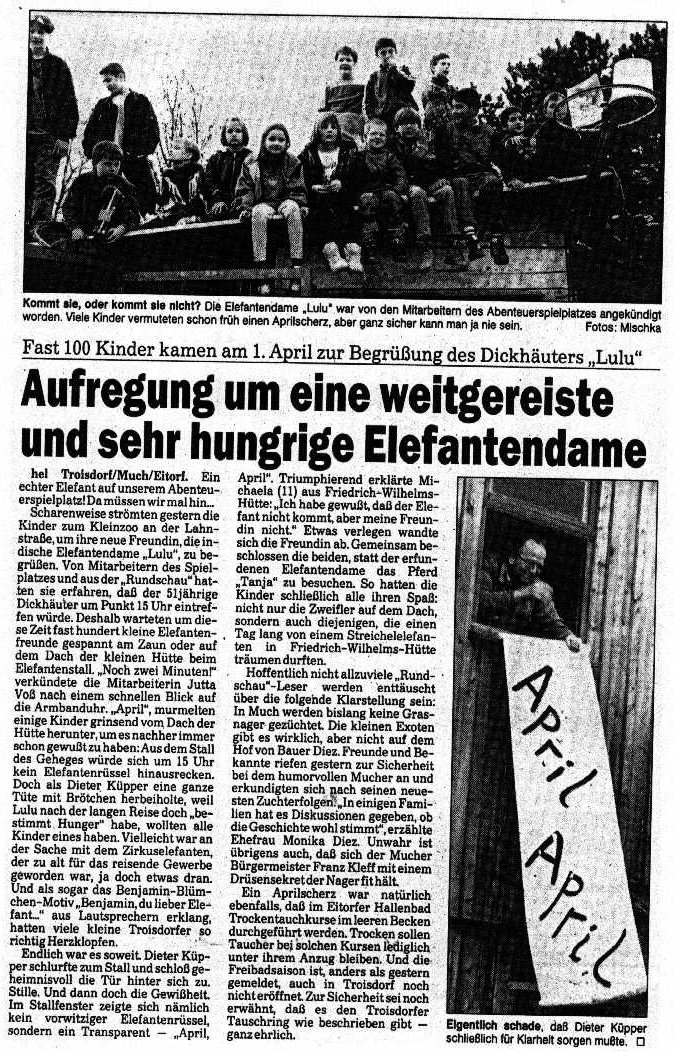 Kommt sie, oder kommt sie nicht? Die Elefantendame „Lulu“ war von den Mitarbeitern des Abenteuerspielplatzes angekündigt
worden. Viele Kinder vermuteten schon früh einen Aprilscherz, aber ganz sicher kann man ja nie sein. Fotos: Mischka
Fast 100 Kinder kamen am 1. April zur Begrüßung des Dickhäuters „Lulu“
Aufregung um eine weitgereiste
und sehr hungrige Elefantendame
hel Troisdorf/Much/Eitorf. Ein
echter Elefant auf unserem Abenteu-
erspielplatz! Da müssen wir mal hin...
Scharenweise strömten gestern die
Kinder zum Kleinzoo an der Lahn-
straße, um ihre neue Freundin, die in-
dische Elefantendame „Lulu“, zu be-
grüßen. Von Mitarbeitern des Spiel-
platzes und aus der „Rundschau“ hat-
ten sie erfahren, daß der 51jährige
Dickhäuter um Punkt 15 Uhr eintref-
fen würde. Deshalb warteten um die-
se Zeit fast hundert kleine Elefanten-
freunde gespannt am Zaun oder auf
dem Dach der kleinen Hütte beim
Elefantenstall. „Noch zwei Minuten!“
verkündete die Mitarbeiterin Jutta
Voß nach einem schnellen Blick auf
die Armbanduhr. „April“, murmelten
einige Kinder grinsend vom Dach der
Hütte herunter, um es nachher immer
schon gewußt zu haben: Aus dem Stall
des Geheges würde sich um 15 Uhr
kein Elefantenrüssel hinausrecken.
Doch als Dieter Küpper eine ganze
Tüte mit Brötchen herbeiholte, weil
Lulu nach der langen Reise doch „be-
stimmt Hunger“ habe, wollten alle
Kinder eines haben. Vielleicht war an
der Sache mit dem Zirkuselefanten,
der zu alt für das reisende Gewerbe
geworden war, ja doch etwas dran.
Und als sogar das Benjamin-Blüm-
chen-Motiv „Benjamin, du lieber Ele-
fant...“ aus Lautsprechern erklang,
hatten viele kleine Troisdorfer so
richtig Herzklopfen.
Endlich war es soweit. Dieter Küp-
per schlurfte zum Stall und schloß ge-
heimnisvoll die Tür hinter sich zu.
Stille. Und dann doch die Gewißheit.
Im Stallfenster zeigte sich nämlich
kein vorwitziger Elefantenrüssel,
sondern ein Transparent – „April,
April“. Triumphierend erklärte Mi-
chaela (11) aus Friedrich-Wilhelms-
Hütte: „Ich habe gewußt, daß der Ele-
fant nicht kommt, aber meine Freun-
din nicht.“ Etwas verlegen wandte
sich die Freundin ab. Gemeinsam be-
schlossen die beiden, statt der erfun-
denen Elefantendame das Pferd
„Tanja“ zu besuchen. So hatten die
Kinder schließlich alle ihren Spaß:
nicht nur die Zweifler auf dem Dach,
sondern auch diejenigen, die einen
Tag lang von einem Streichelelefan-
ten in Friedrich-Wilhelms-Hütte
träumen durften.
Hoffentlich nicht allzuviele „Rund-
schau“-Leser werden enttäuscht
über die folgende Klarstellung sein:
In Much werden bislang keine Gras-
nager gezüchtet. Die kleinen Exoten
gibt es wirklich, aber nicht auf dem
Hof von Bauer Diez. Freunde und Be-
kannte riefen gestern zur Sicherheit
bei dem humorvollen Mucher an und
erkundigten sich nach seinen neue-
sten Zuchterfolgen. „In einigen Fami-
lien hat es Diskussionen gegeben, ob
die Geschichte wohl stimmt“, erzählte
Ehefrau Monika Diez. Unwahr ist
übrigens auch, daß sich der Mucher
Bürgermeister Franz Kleff mit einem
Drüsensekret der Nager fit hält.
Ein Aprilscherz war natürlich
ebenfalls, daß im Eitorfer Hallenbad
Trockentauchkurse im leeren Becken
durchgeführt werden. Trocken sollen
Taucher bei solchen Kursen lediglich
unter ihrem Anzug bleiben. Und die
Freibadsaison ist, anders als gestern
gemeldet, auch in Troisdorf noch
nicht eröffnet. Zur Sicherheit sei noch
erwähnt, daß es den Troisdorfer
Tauschring wie beschrieben gibt –
ganz ehrlich.
April
April
Eigentlich schade, daß Dieter Küpper
schließlich für Klarheit sorgen mußte.